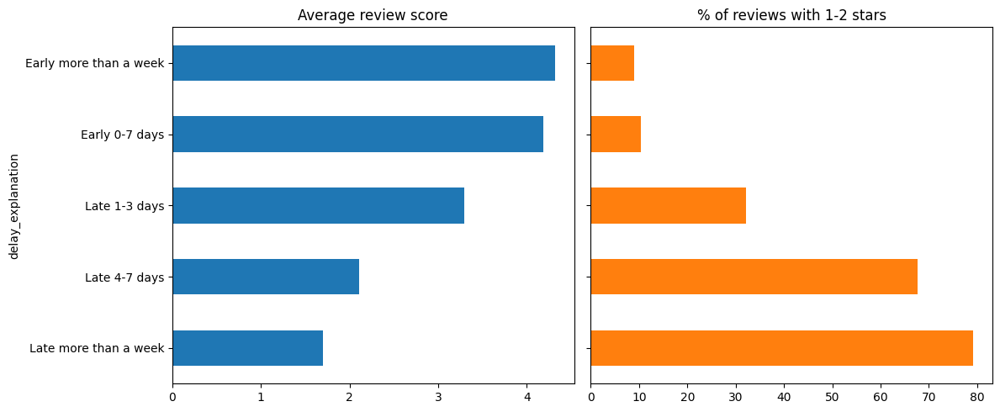 Average review score
% of reviews with 1-2 stars
delay_explanation
Early more than a week
Early 0-7 days
Late 1-3 days
Late 4-7 days
Late more than a week
0 1 2 3 4
0 10 20 30 40 50 60 70 80